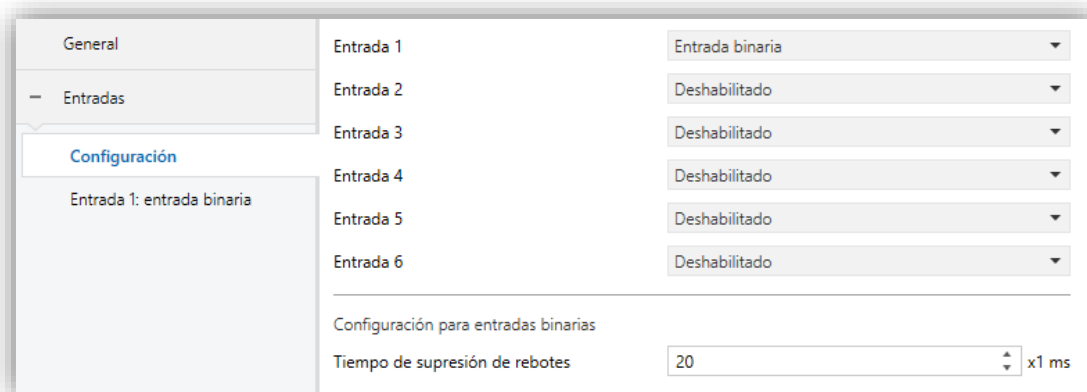 General
Entradas
Configuración
Entrada 1: entrada binaria
Entrada 1 Entrada binaria
Entrada 2 Deshabilitado
Entrada 3 Deshabilitado
Entrada 4 Deshabilitado
Entrada 5 Deshabilitado
Entrada 6 Deshabilitado
Configuración para entradas binarias
Tiempo de supresión de rebotes 20 x1 ms